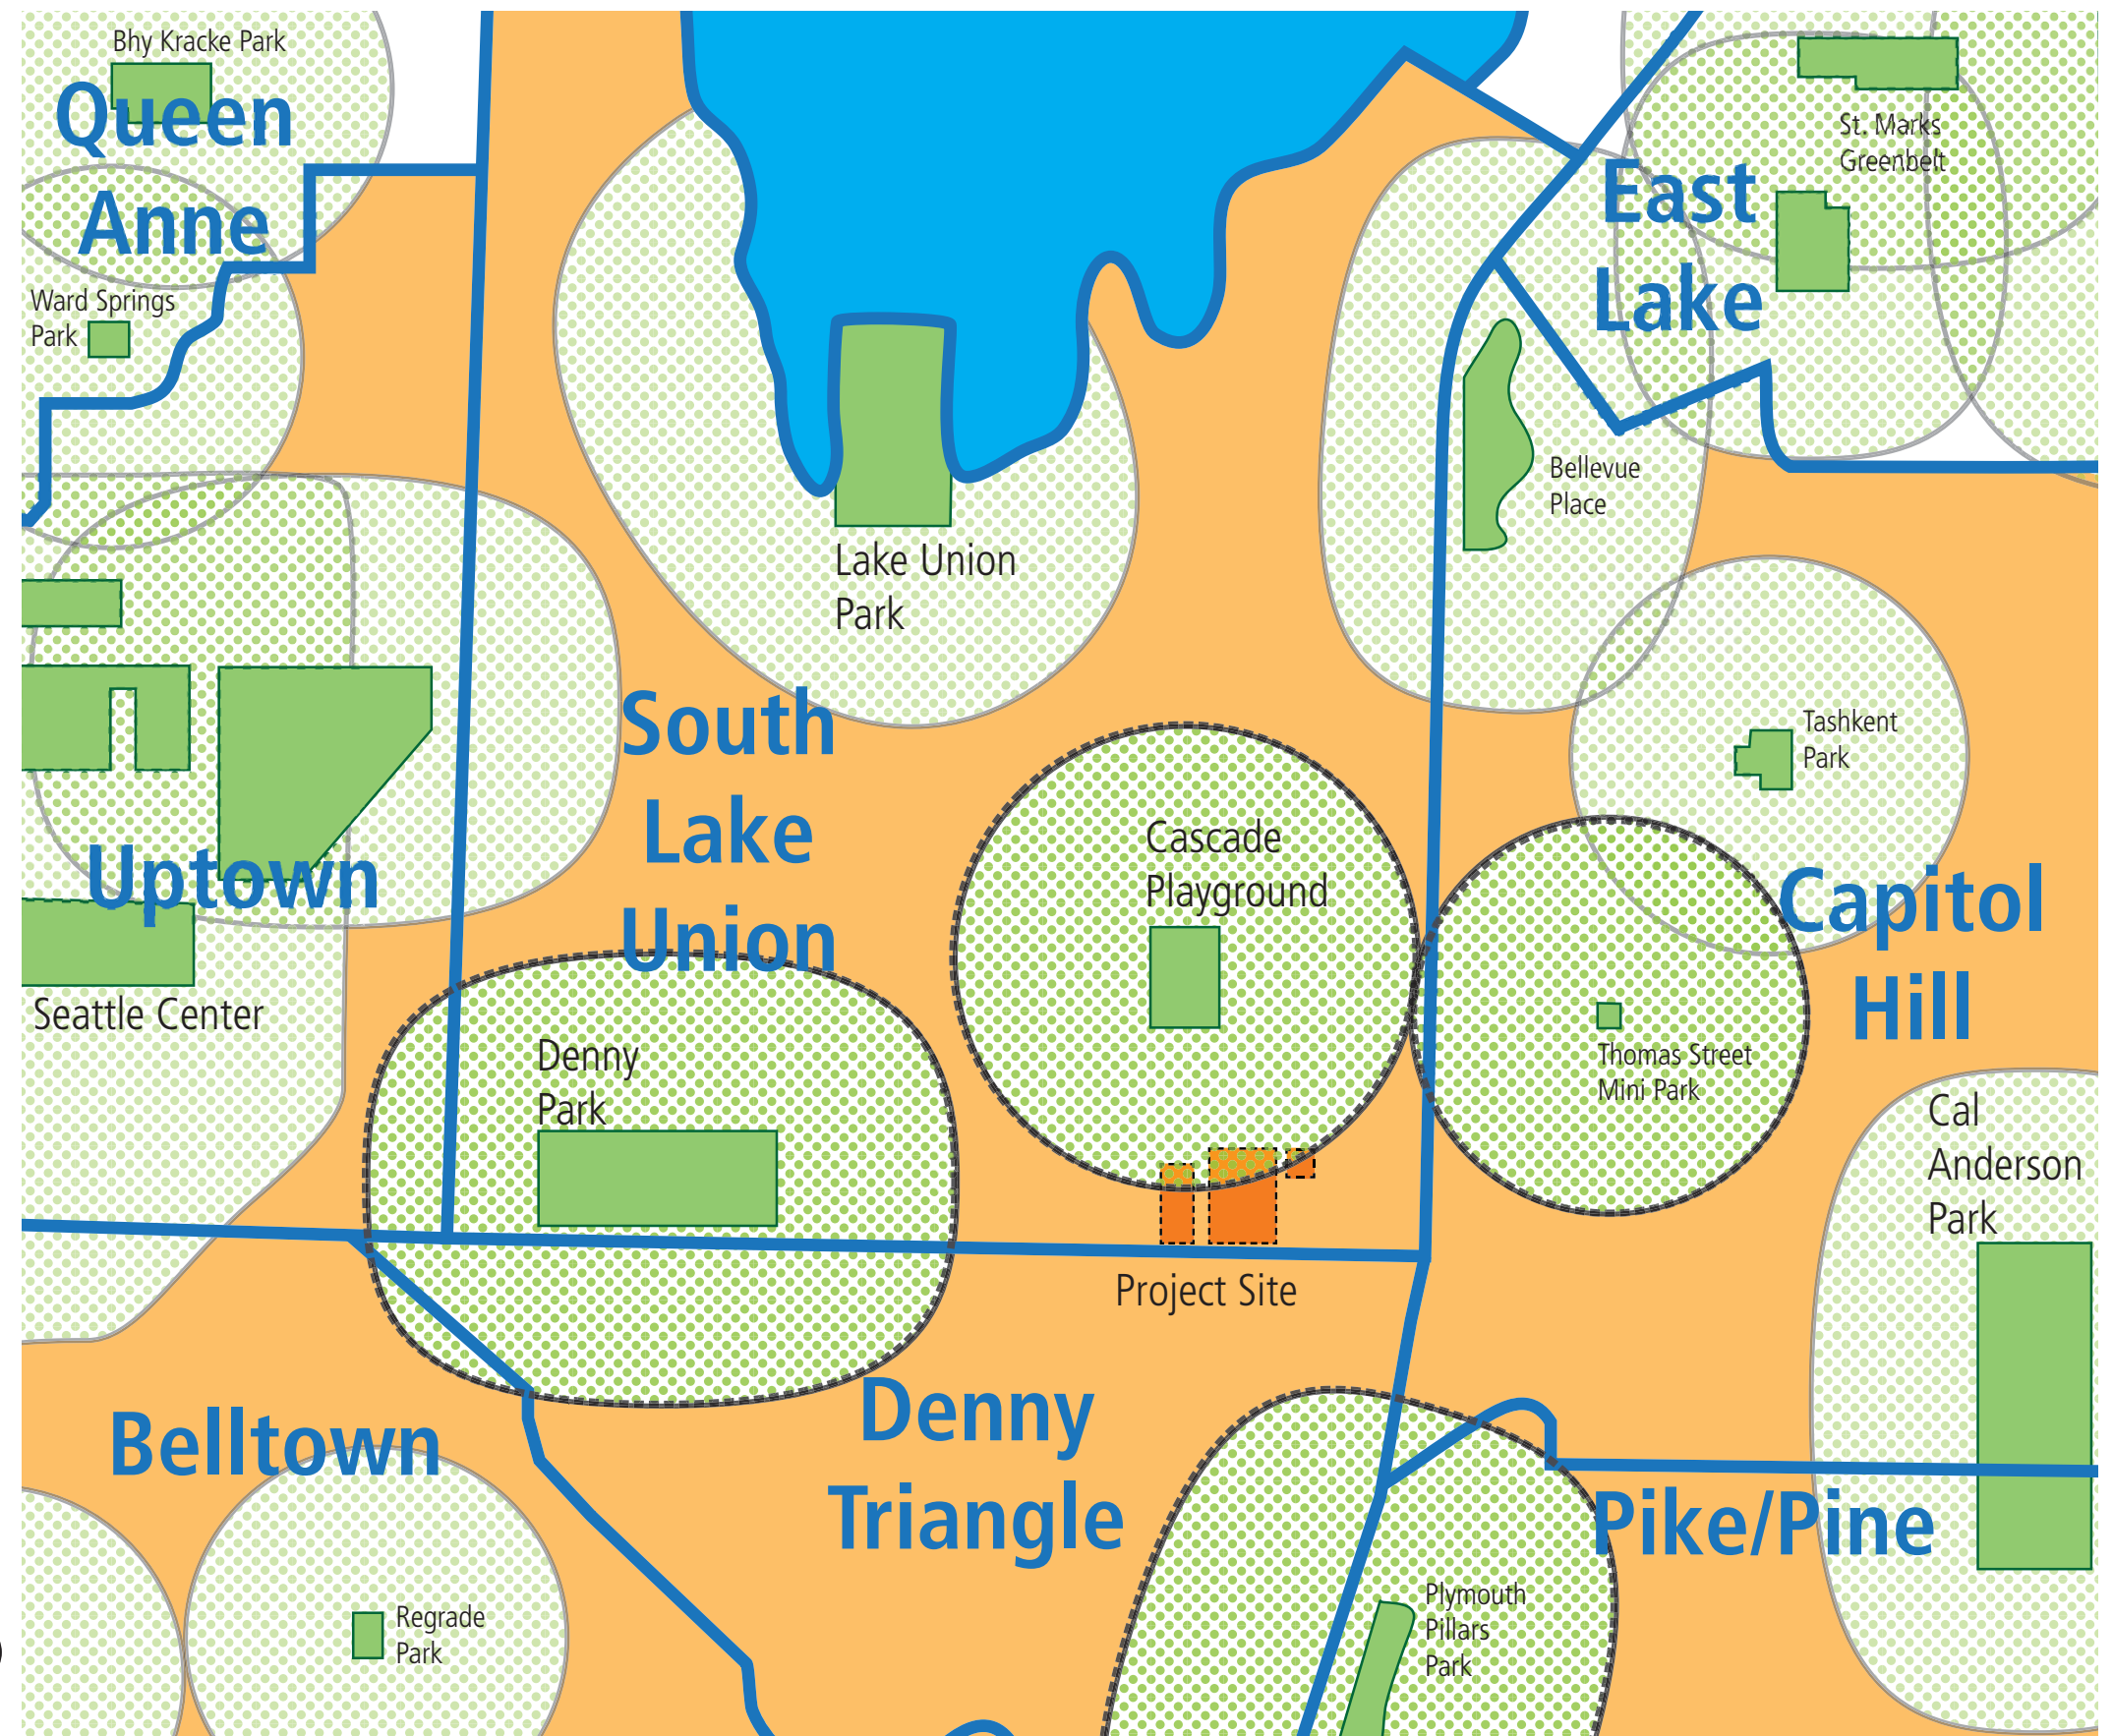 Bhy Kracke Park
Queen
Anne
Ward Springs
Park
St. Marks
Greenbelt
East
Lake
Bellevue
Place
Lake Union
Park
Tashkent
Park
South
Lake
Union
Cascade
Playground
Uptown
Capitol
Hill
Seattle Center
Denny
Park
Thomas Street
Mini Park
Cal
Anderson
Park
Project Site
Denny
Triangle
Belltown
Pike/Pine
Plymouth
Pillars
Park
Regrade
Park